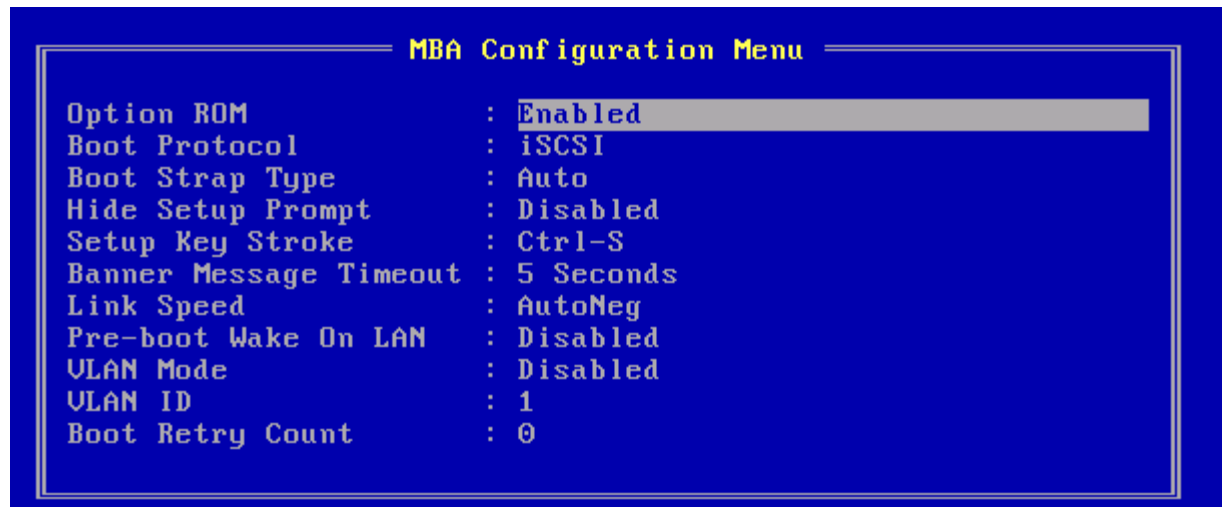 MBA Configuration Menu
Option ROM : Enabled
Boot Protocol : iSCSI
Boot Strap Type : Auto
Hide Setup Prompt : Disabled
Setup Key Stroke : Ctrl-S
Banner Message Timeout : 5 Seconds
Link Speed : AutoNeg
Pre-boot Wake On LAN : Disabled
VLAN Mode : Disabled
VLAN ID : 1
Boot Retry Count : 0